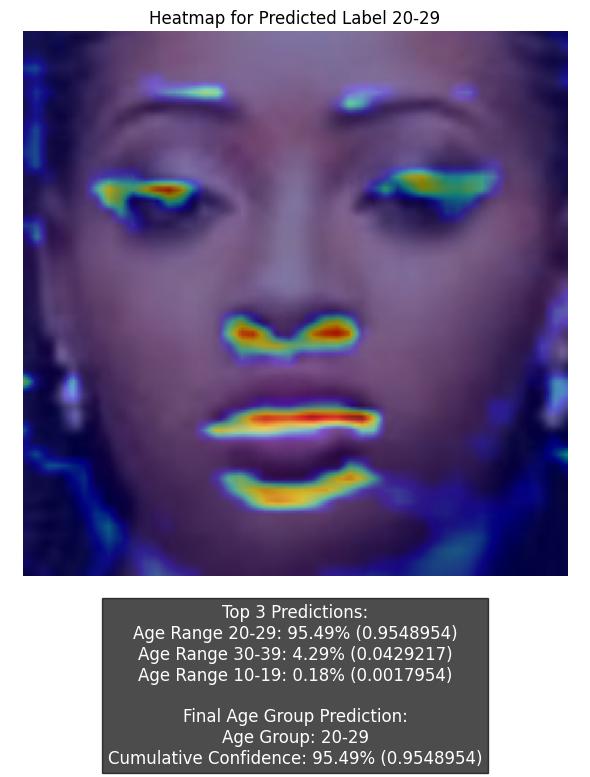 Heatmap for Predicted Label 20-29
Top 3 Predictions:
Age Range 20-29: 95.49% (0.9548954)
Age Range 30-39: 4.29% (0.0429217)
Age Range 10-19: 0.18% (0.0017954)
Final Age Group Prediction:
Age Group: 20-29
Cumulative Confidence: 95.49% (0.9548954)